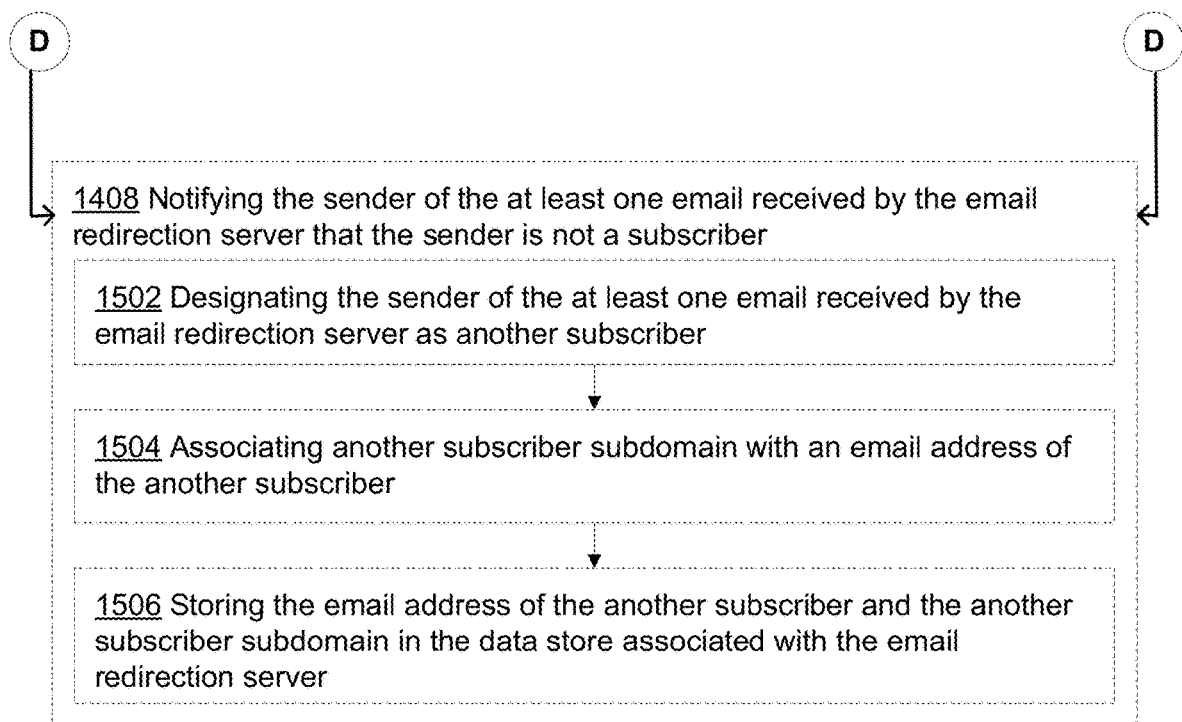 D D
1408 Notifying the sender of the at least one email received by the email
redirection server that the sender is not a subscriber
1502 Designating the sender of the at least one email received by the
email redirection server as another subscriber
1504 Associating another subscriber subdomain with an email address of
the another subscriber
1506 Storing the email address of the another subscriber and the another
subscriber subdomain in the data store associated with the email
redirection server